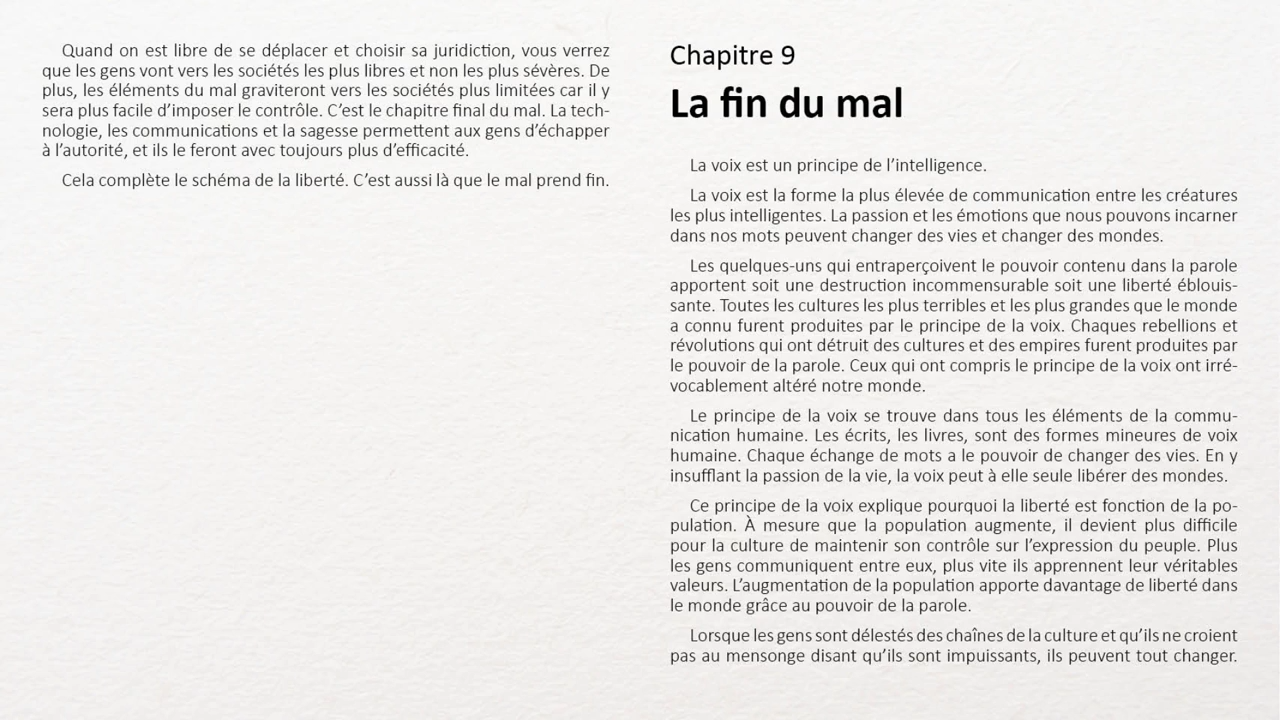 Quand on est libre de se déplacer et choisir sa juridiction, vous verrez
que les gens vont vers les sociétés les plus libres et non les plus sévères. De
plus, les éléments du mal graviteront vers les sociétés plus limitées car il y
sera plus facile d’imposer le contrôle. C’est le chapitre final du mal. La tech-
nologie, les communications et la sagesse permettent aux gens d’échapper
à l’autorité, et ils le feront avec toujours plus d’efficacité.
Cela complète le schéma de la liberté. C’est aussi là que le mal prend fin.
Chapitre 9
La fin du mal
La voix est un principe de l’intelligence.
La voix est la forme la plus élevée de communication entre les créatures
les plus intelligentes. La passion et les émotions que nous pouvons incarner
dans nos mots peuvent changer des vies et changer des mondes.
Les quelques-uns qui entraperçoivent le pouvoir contenu dans la parole
apportent soit une destruction incommensurable soit une liberté éblouis-
sante. Toutes les cultures les plus terribles et les plus grandes que le monde
a connu furent produites par le principe de la voix. Chaques rebellions et
révolutions qui ont détruit des cultures et des empires furent produites par
le pouvoir de la parole. Ceux qui ont compris le principe de la voix ont irré-
vocablement altéré notre monde.
Le principe de la voix se trouve dans tous les éléments de la commu-
nication humaine. Les écrits, les livres, sont des formes mineures de voix
humaine. Chaque échange de mots a le pouvoir de changer des vies. En y
insufflant la passion de la vie, la voix peut à elle seule libérer des mondes.
Ce principe de la voix explique pourquoi la liberté est fonction de la po-
pulation. À mesure que la population augmente, il devient plus difficile
pour la culture de maintenir son contrôle sur l’expression du peuple. Plus
les gens communiquent entre eux, plus vite ils apprennent leur véritables
valeurs. L’augmentation de la population apporte davantage de liberté dans
le monde grâce au pouvoir de la parole.
Lorsque les gens sont délestés des chaînes de la culture et qu’ils ne croient
pas au mensonge disant qu’ils sont impuissants, ils peuvent tout changer.